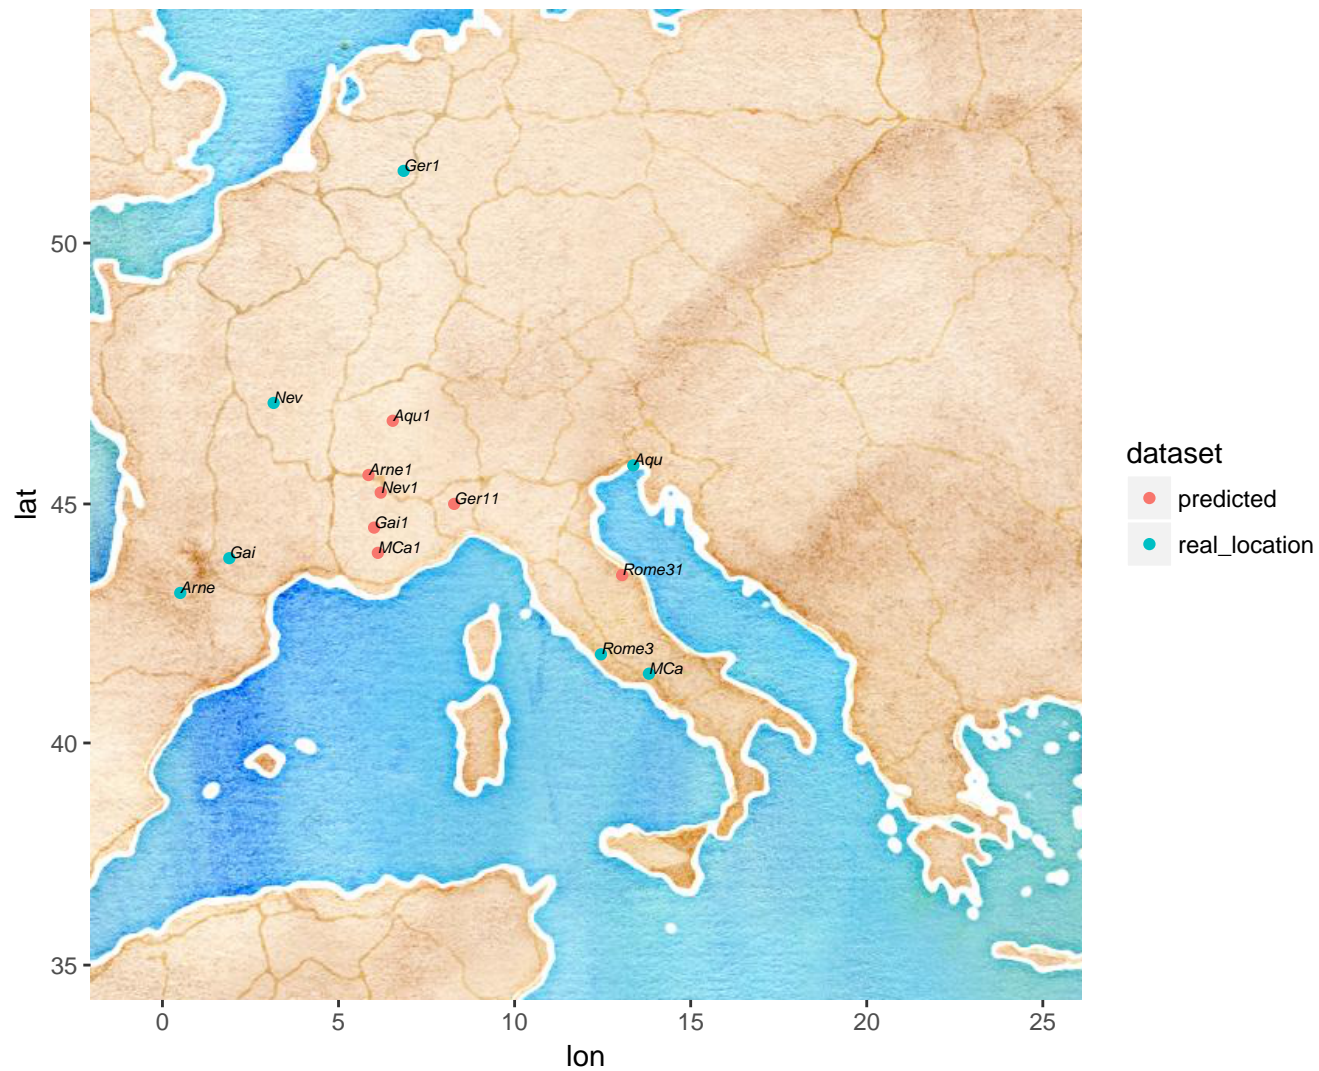 Ger1
50
Nev
Aqu1
Aqu
dataset
Arne1
Nev1
predicted
Ger11
45
lat
Gai1
real_location
MCa1
Gai
Rome31
Arne
Rome3
MCa
40
35
0
5
10
15
20
25
lon